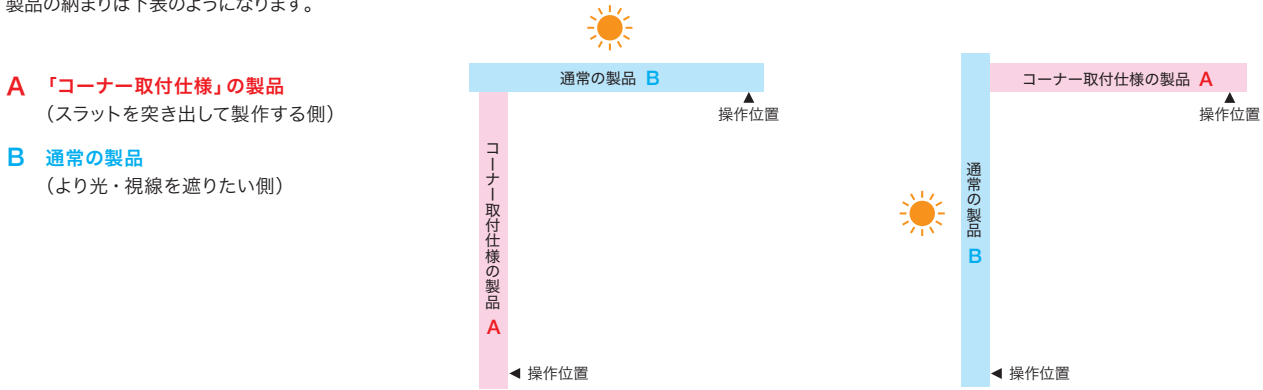 製品の納まりは下表のようになります。
A 「コーナー取付仕様」の製品
(スラットを突き出して製作する側)
B 通常の製品
(より光・視線を遮りたい側)
通常の製品 B
▲
操作位置
コーナー取付仕様の製品 A
◀ 操作位置
コーナー取付仕様の製品 A
▲
操作位置
通常の製品 B
◀ 操作位置